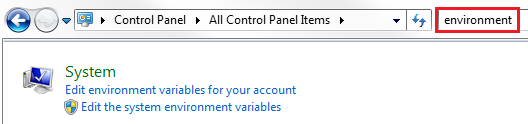 Control Panel All Control Panel Items environment
System
Edit environment variables for your account
Edit the system environment variables